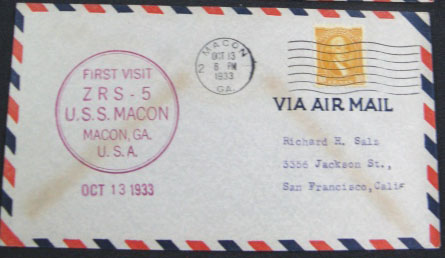 FIRST VISIT
ZRS-5
U.S.S. MACON
MACON, GA.
U.S.A.
OCT 13 1933
MACON
OCT 13
2 6 PM
1933
GA.
VIA AIR MAIL
Richard H. Salz
3356 Jackson St.,
San Francisco, Calif